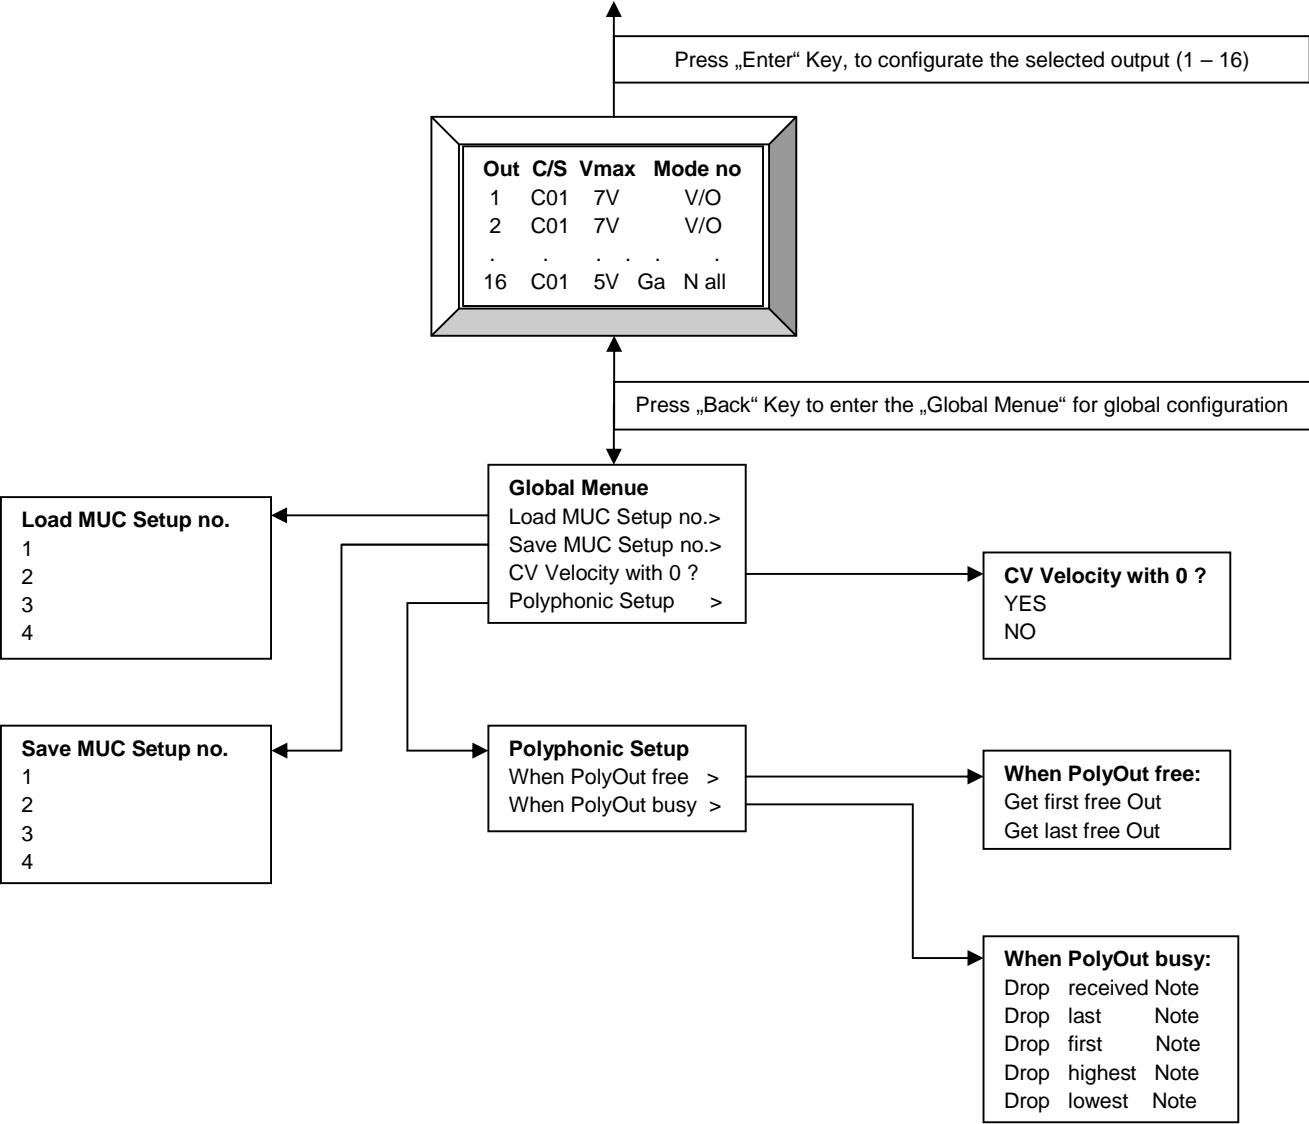 Press „Enter“ Key, to configurate the selected output (1 – 16)
Out C/S Vmax Mode no
1 C01 7V V/O
2 C01 7V V/O
. . . . . .
16 C01 5V Ga N all
Press „Back“ Key to enter the „Global Menue“ for global configuration
Global Menue
Load MUC Setup no.>
Save MUC Setup no.>
CV Velocity with 0 ?
Polyphonic Setup >
Load MUC Setup no.
1
2
3
4
CV Velocity with 0 ?
YES
NO
Save MUC Setup no.
1
2
3
4
Polyphonic Setup
When PolyOut free >
When PolyOut busy >
When PolyOut free:
Get first free Out
Get last free Out
When PolyOut busy:
Drop received Note
Drop last Note
Drop first Note
Drop highest Note
Drop lowest Note